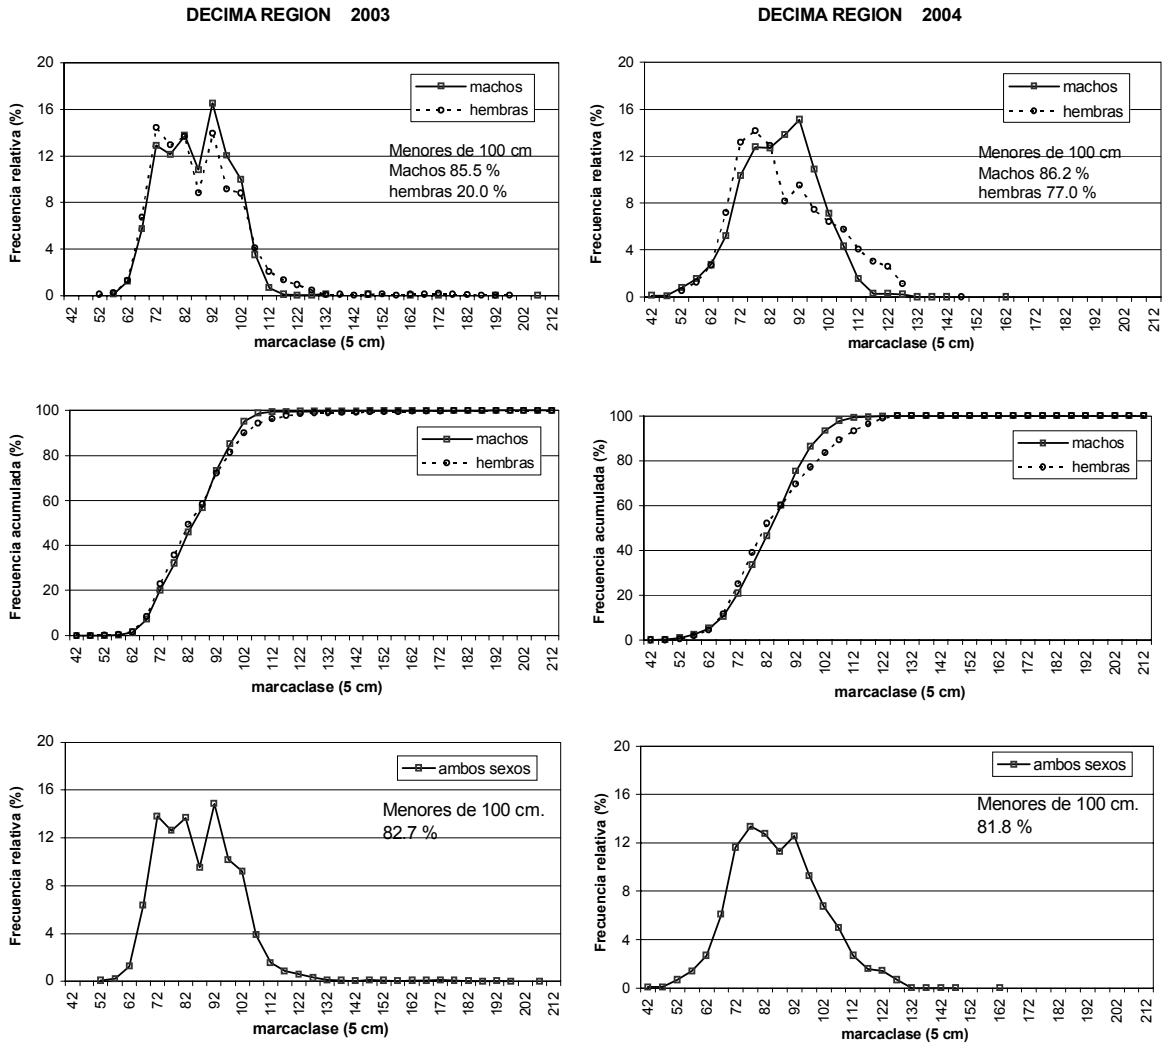 DECIMA REGION 2003
Frecuencia relativa (%)
20
16
12
8
4
0
machos
hembras
Menores de 100 cm
Machos 85.5 %
hembras 20.0 %
42 52 62 72 82 92 102 112 122 132 142 152 162 172 182 192 202 212
marcaclase (5 cm)
DECIMA REGION 2004
Frecuencia relativa (%)
20
16
12
8
4
0
machos
hembras
Menores de 100 cm
Machos 86.2 %
hembras 77.0 %
42 52 62 72 82 92 102 112 122 132 142 152 162 172 182 192 202 212
marcaclase (5 cm)
Frecuencia acumulada (%)
100
80
60
40
20
0
machos
hembras
42 52 62 72 82 92 102 112 122 132 142 152 162 172 182 192 202 212
marcaclase (5 cm)
Frecuencia acumulada (%)
100
80
60
40
20
0
machos
hembras
42 52 62 72 82 92 102 112 122 132 142 152 162 172 182 192 202 212
marcaclase (5 cm)
Frecuencia relativa (%)
20
16
12
8
4
0
ambos sexos
Menores de 100 cm.
82.7 %
42 52 62 72 82 92 102 112 122 132 142 152 162 172 182 192 202 212
marcaclase (5 cm)
Frecuencia relativa (%)
20
16
12
8
4
0
ambos sexos
Menores de 100 cm.
81.8 %
42 52 62 72 82 92 102 112 122 132 142 152 162 172 182 192 202 212
marcaclase (5 cm)